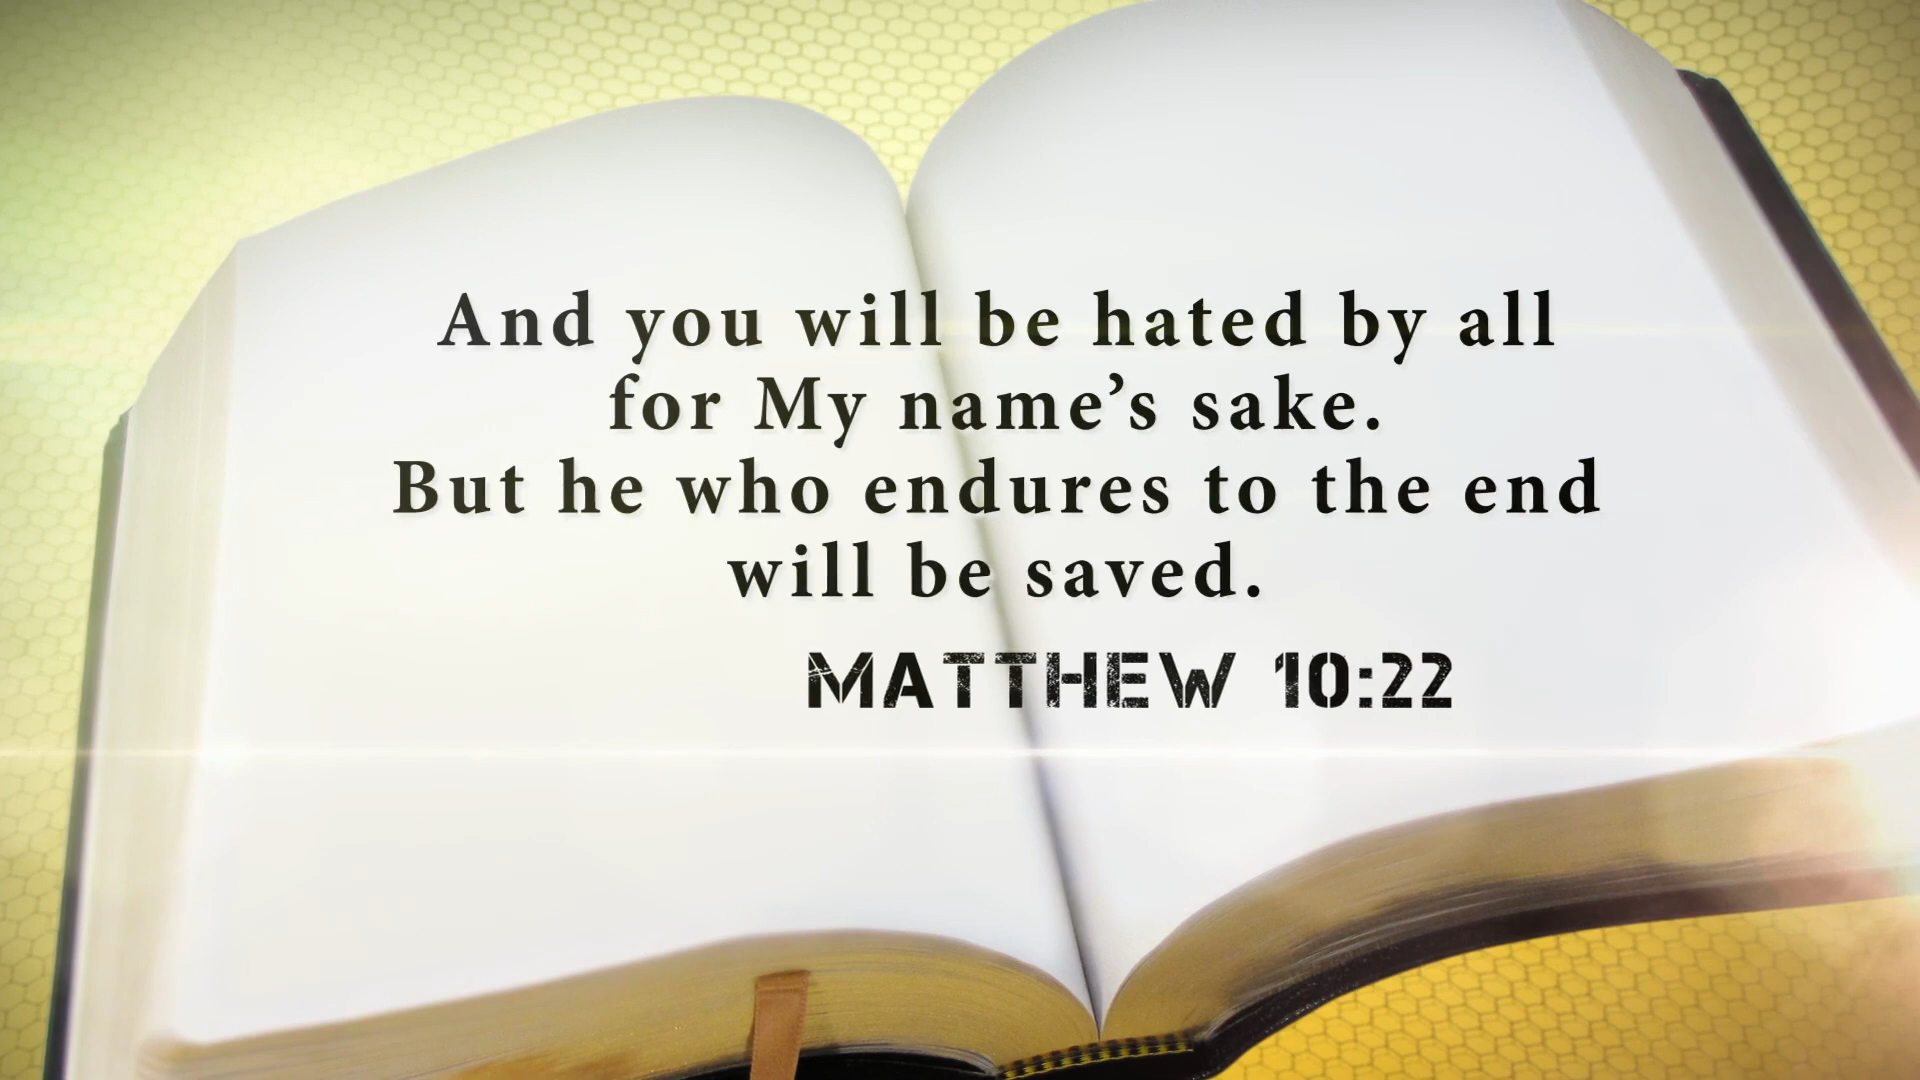 And you will be hated by all
for My name’s sake.
But he who endures to the end
will be saved.
MATTHEW 10:22